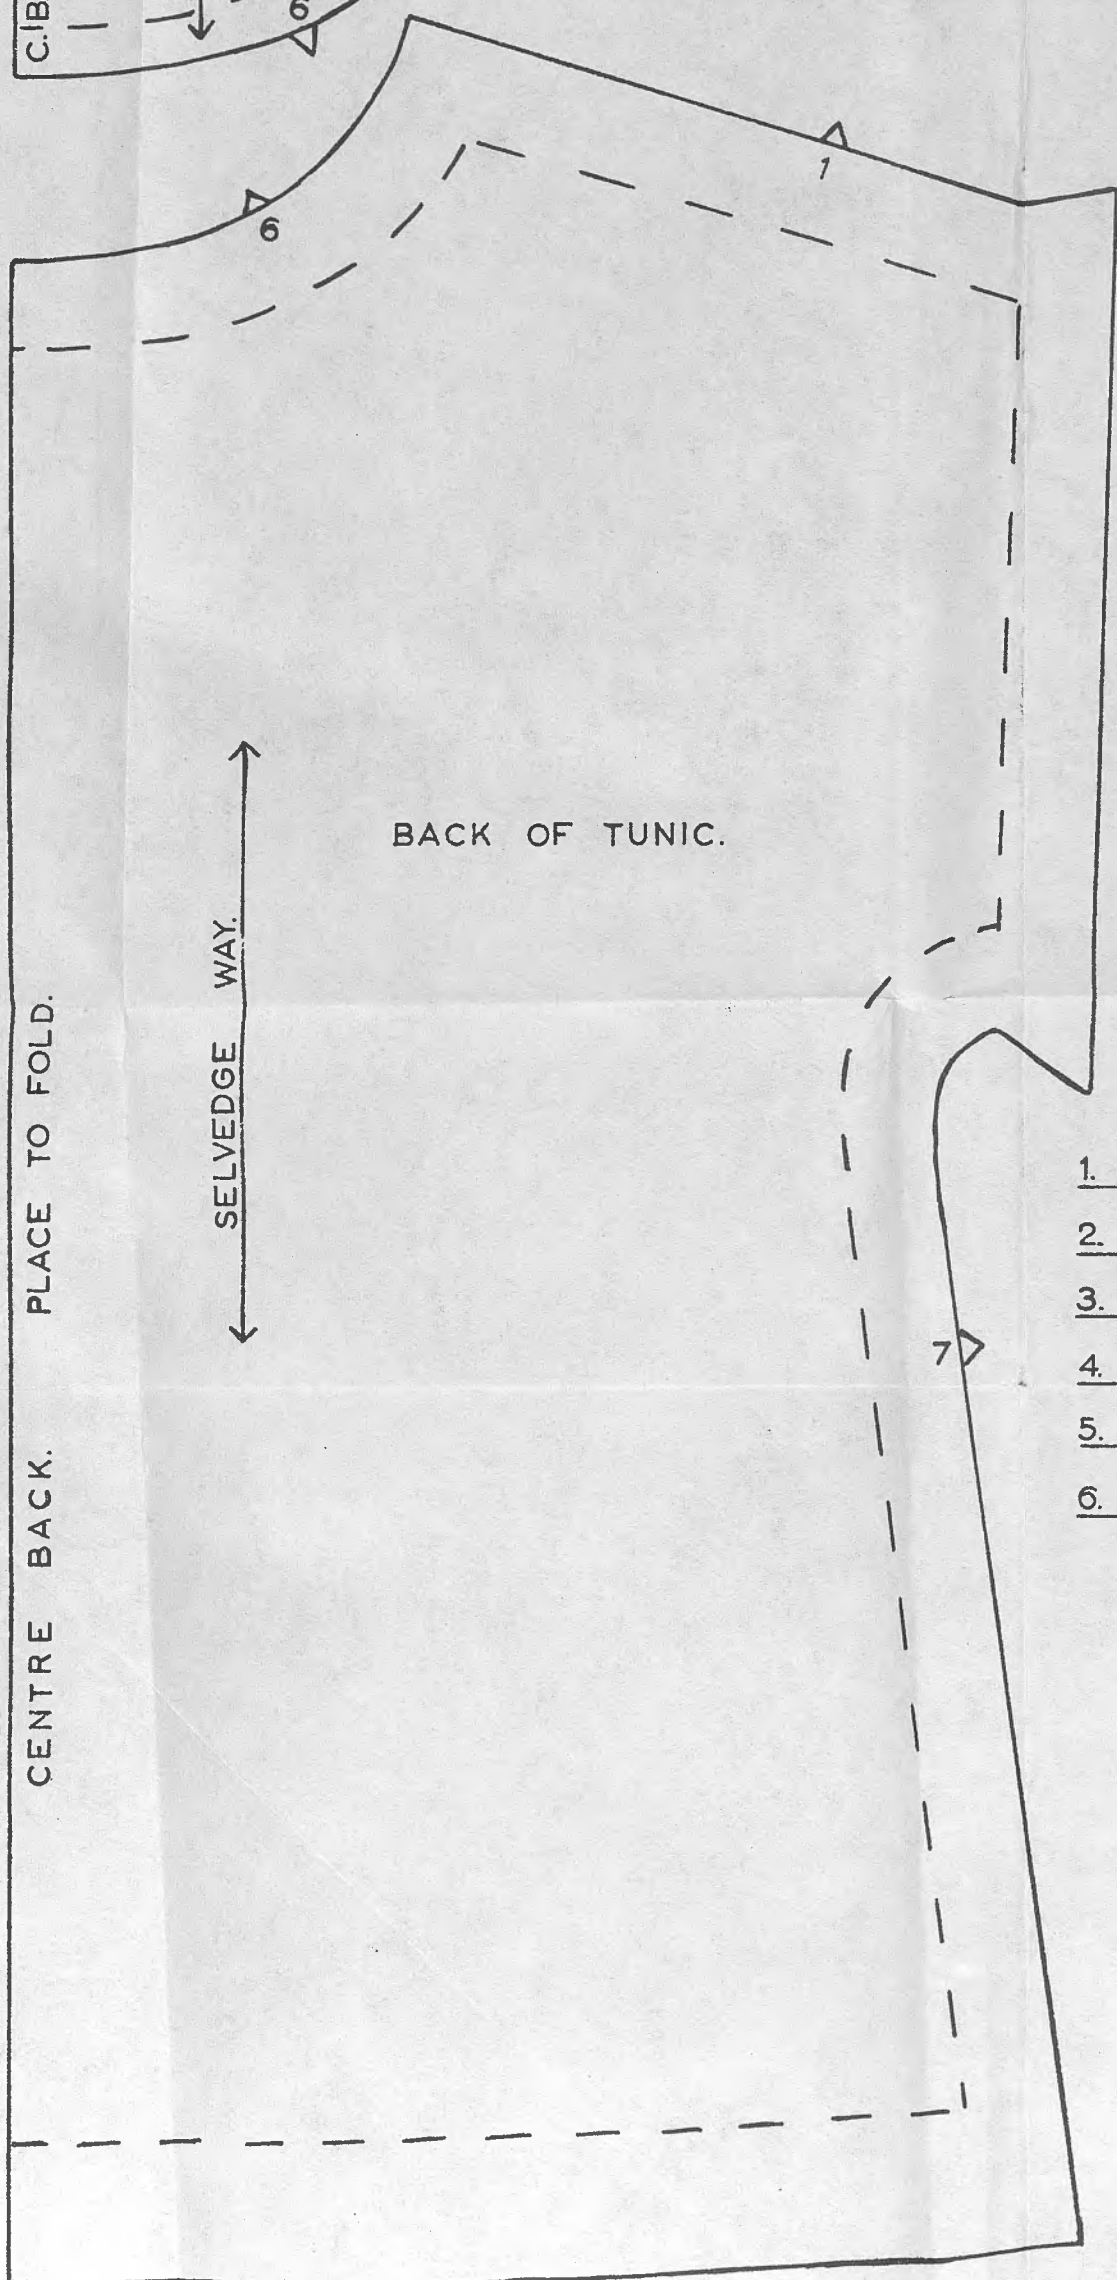 C.B
6
1
6
BACK OF TUNIC.
SELVEDGE WAY.
PLACE TO FOLD.
CENTRE BACK.
7
1.
2.
3.
4.
5.
6.